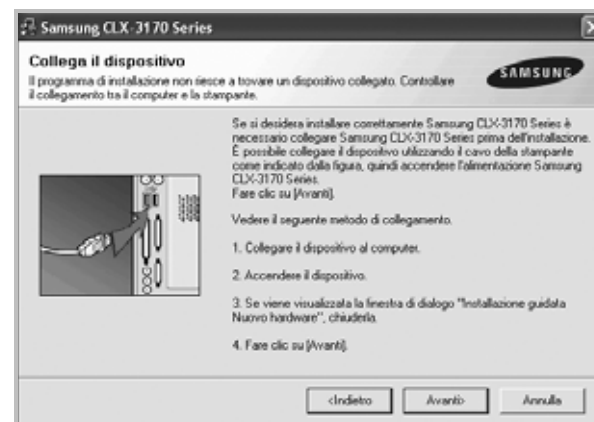 Samsung CLX-3170 Series
Collega il dispositivo
Il programma di installazione non riesce a trovare un dispositivo collegato. Controllare
il collegamento tra il computer e la stampante.
SAMSUNG
Se si desidera installare correttamente Samsung CLX-3170 Series è
necessario collegare Samsung CLX-3170 Series prima dell'installazione.
È possibile collegare il dispositivo utilizzando il cavo della stampante
come indicato dalla figura, quindi accendere l'alimentazione Samsung
CLX-3170 Series.
Fare clic su [Avanti].
Vedere il seguente metodo di collegamento.
1. Collegare il dispositivo al computer.
2. Accendere il dispositivo.
3. Se viene visualizzata la finestra di dialogo "Installazione guidata
Nuovo hardware", chiuderla.
4. Fare clic su [Avanti].
<Indietro
Avanti>
Annulla